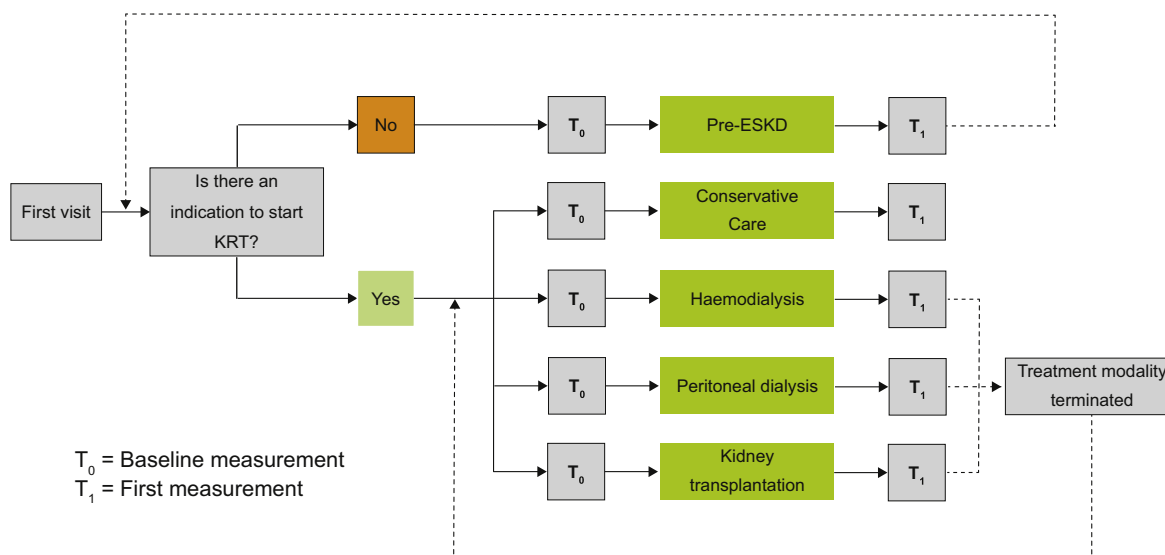 No
T0
Pre-ESKD
T1
First visit
Is there an
indication to start
KRT?
T0
Conservative
Care
T1
Yes
T0
Haemodialysis
T1
T0
Peritoneal dialysis
T1
Treatment modality
terminated
T0
Kidney
transplantation
T1
T0 = Baseline measurement
T1 = First measurement